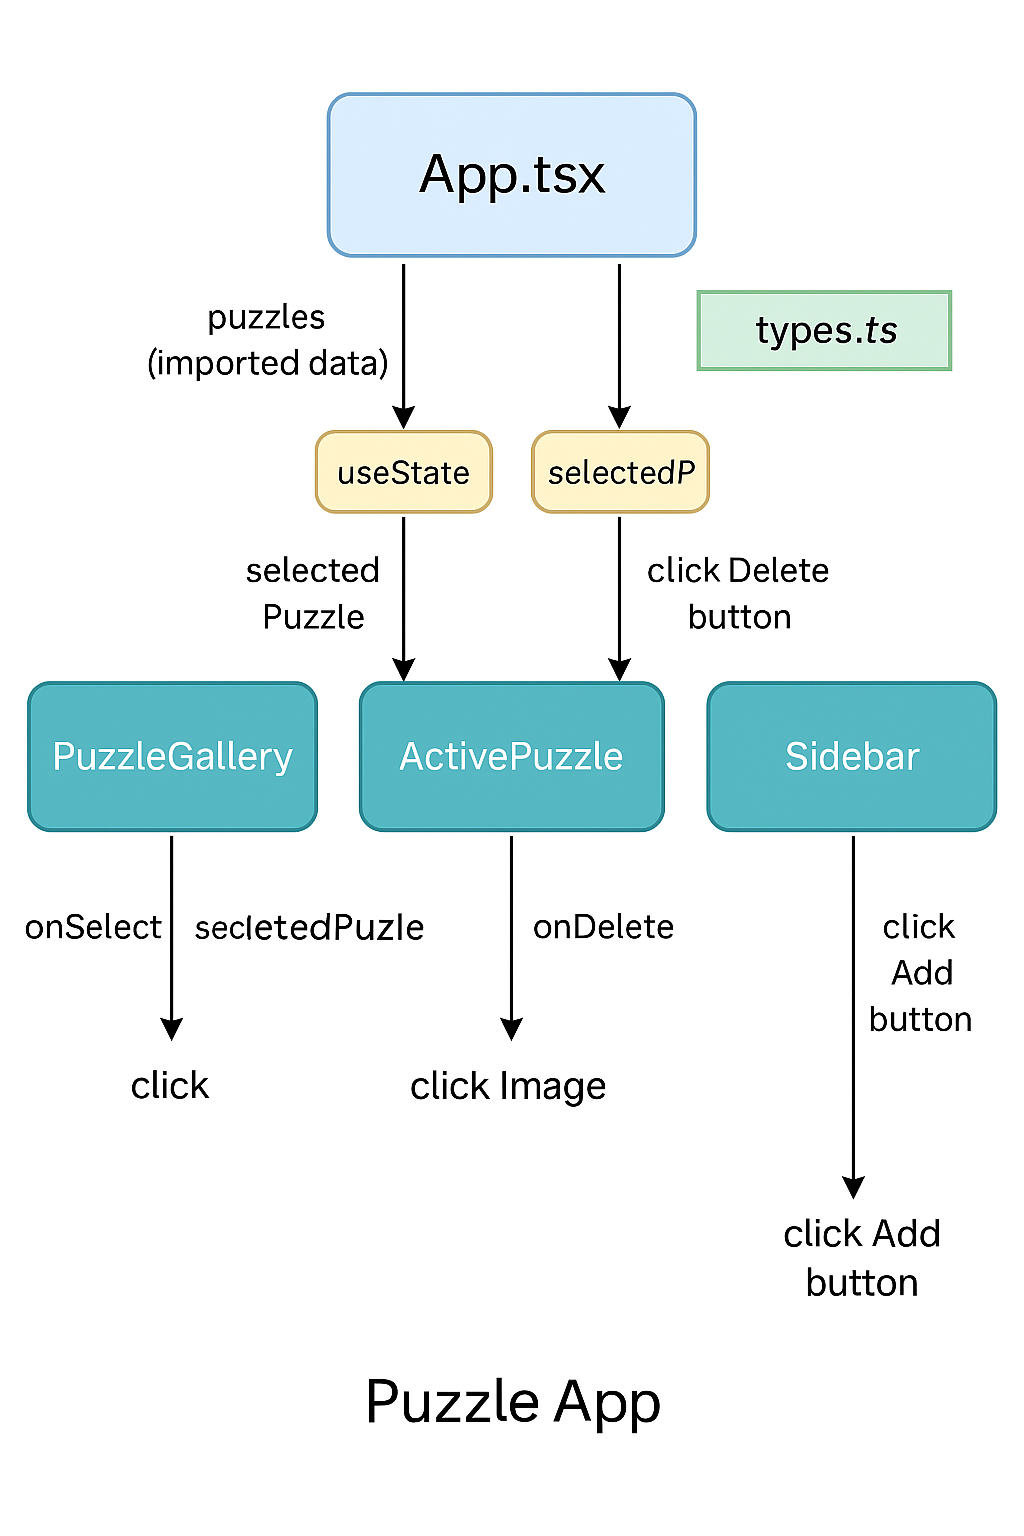 App.tsx
puzzles
(imported data)
types.ts
useState
selectedP
selected
Puzzle
click Delete
button
PuzzleGallery
ActivePuzzle
Sidebar
onSelect
secletedPuzle
onDelete
click
Add
button
click
click Image
click Add
button
Puzzle App